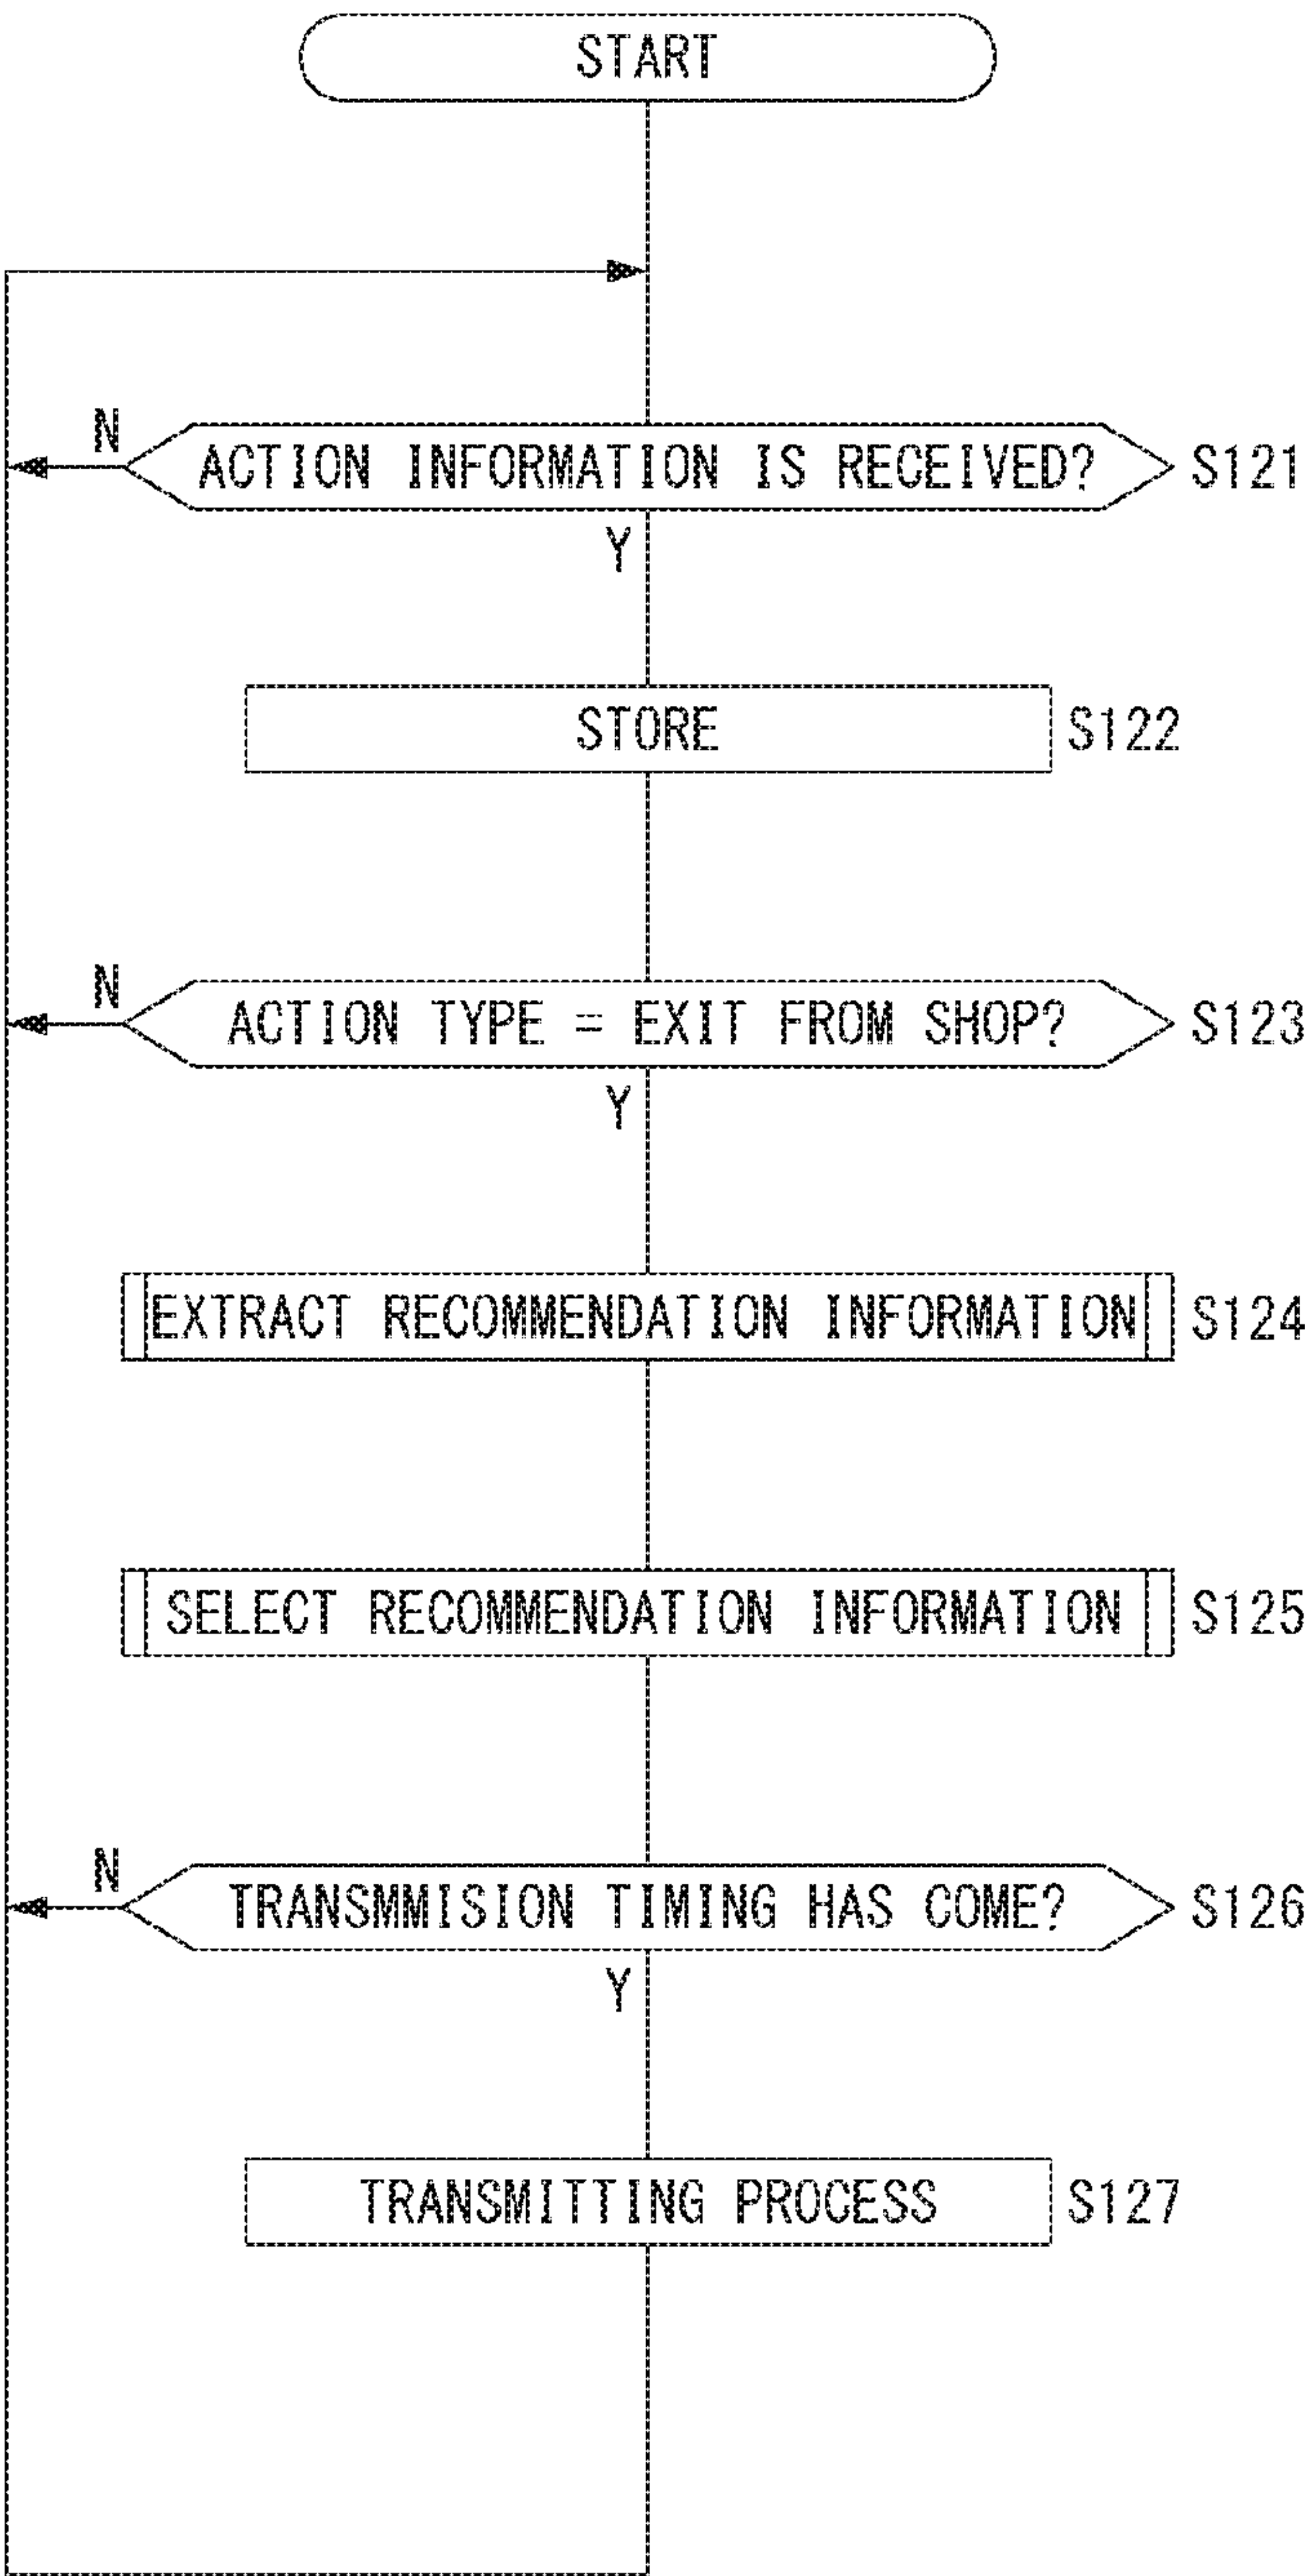 START
N
ACTION INFORMATION IS RECEIVED? S121
Y
STORE S122
N
ACTION TYPE = EXIT FROM SHOP? S123
Y
EXTRACT RECOMMENDATION INFORMATION S124
SELECT RECOMMENDATION INFORMATION S125
N
TRANSMMISION TIMING HAS COME? S126
Y
TRANSMITTING PROCESS S127